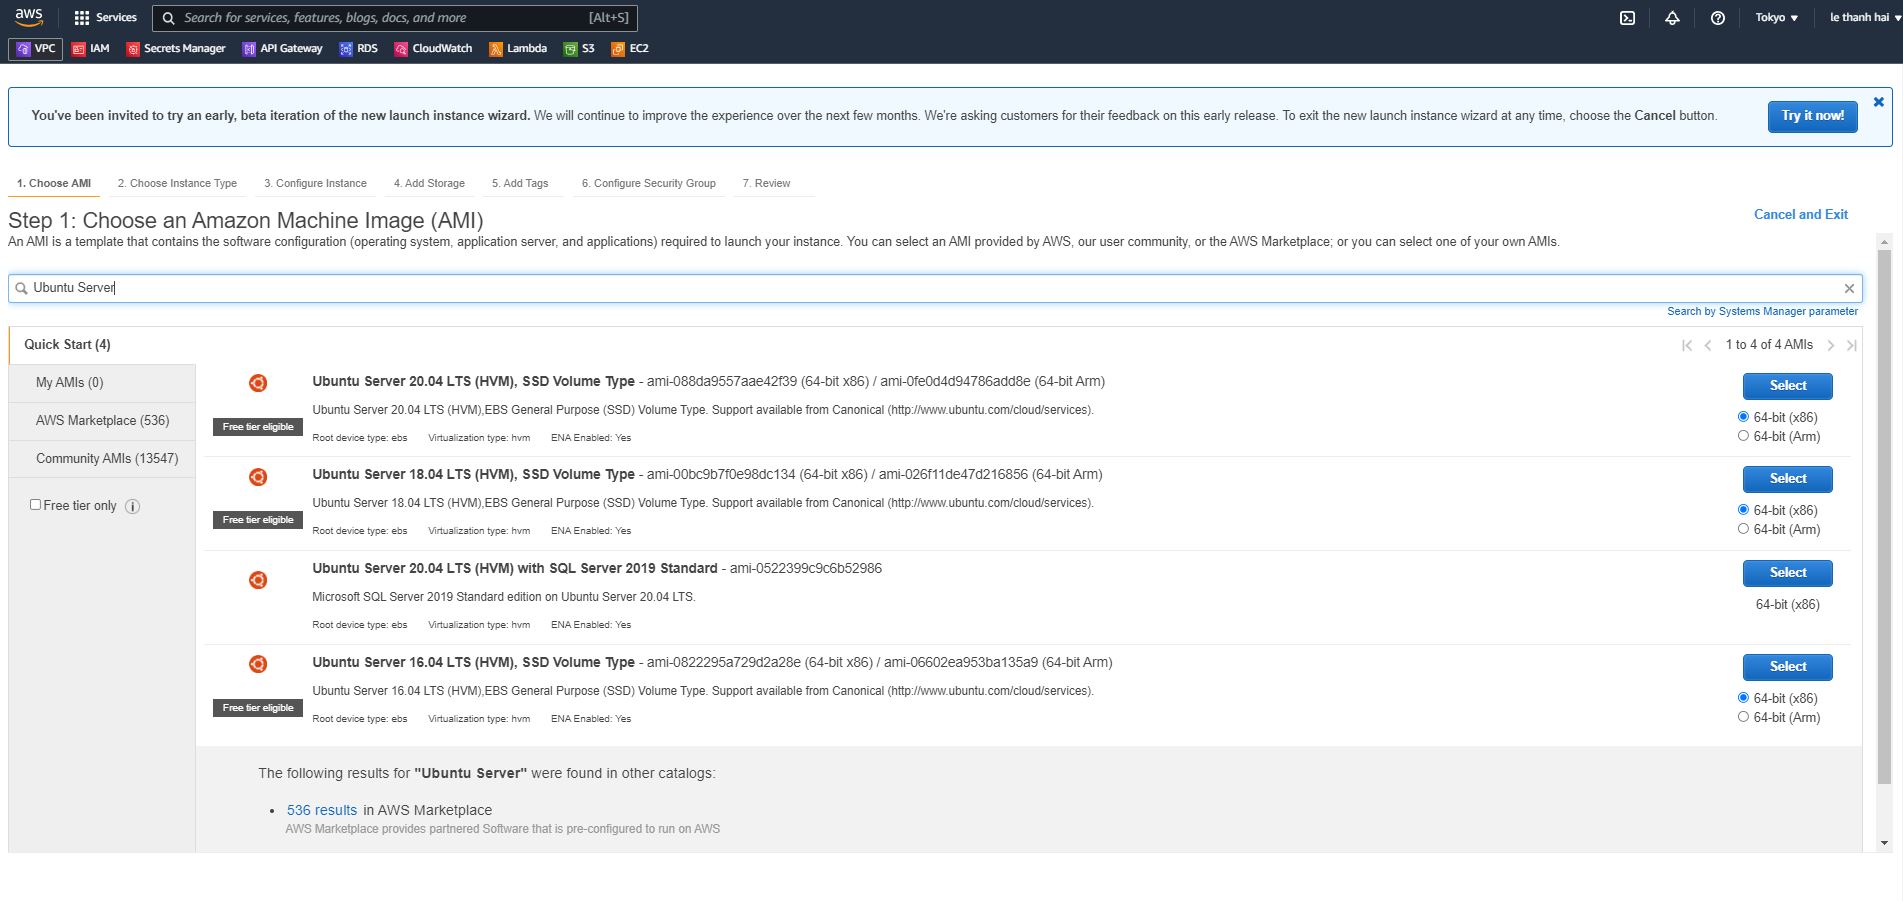 aws Services Search for services, features, blogs, docs, and more [Alt+S] Tokyo le thanh hai
VPC IAM Secrets Manager API Gateway RDS CloudWatch Lambda S3 EC2
You've been invited to try an early, beta iteration of the new launch instance wizard. We will continue to improve the experience over the next few months. We're asking customers for their feedback on this early release. To exit the new launch instance wizard at any time, choose the Cancel button. Try it now!
1. Choose AMI 2. Choose Instance Type 3. Configure Instance 4. Add Storage 5. Add Tags 6. Configure Security Group 7. Review
Step 1: Choose an Amazon Machine Image (AMI) Cancel and Exit
An AMI is a template that contains the software configuration (operating system, application server, and applications) required to launch your instance. You can select an AMI provided by AWS, our user community, or the AWS Marketplace; or you can select one of your own AMIs.
Ubuntu Server
Search by Systems Manager parameter
Quick Start (4) 1 to 4 of 4 AMIs
My AMIs (0)
AWS Marketplace (536)
Community AMIs (13547)
Free tier only
Ubuntu Server 20.04 LTS (HVM), SSD Volume Type - ami-088da9557aae42f39 (64-bit x86) / ami-0fe0d4d94786add8e (64-bit Arm) Select
Ubuntu Server 20.04 LTS (HVM),EBS General Purpose (SSD) Volume Type. Support available from Canonical (http://www.ubuntu.com/cloud/services). 64-bit (x86)
Free tier eligible Root device type: ebs Virtualization type: hvm ENA Enabled: Yes 64-bit (Arm)
Ubuntu Server 18.04 LTS (HVM), SSD Volume Type - ami-00bc9b7f0e98dc134 (64-bit x86) / ami-026f11de47d216856 (64-bit Arm) Select
Ubuntu Server 18.04 LTS (HVM),EBS General Purpose (SSD) Volume Type. Support available from Canonical (http://www.ubuntu.com/cloud/services). 64-bit (x86)
Free tier eligible Root device type: ebs Virtualization type: hvm ENA Enabled: Yes 64-bit (Arm)
Ubuntu Server 20.04 LTS (HVM) with SQL Server 2019 Standard - ami-0522399c9c6b52986 Select
Microsoft SQL Server 2019 Standard edition on Ubuntu Server 20.04 LTS. 64-bit (x86)
Root device type: ebs Virtualization type: hvm ENA Enabled: Yes
Ubuntu Server 16.04 LTS (HVM), SSD Volume Type - ami-0822295a729d2a28e (64-bit x86) / ami-06602ea953ba135a9 (64-bit Arm) Select
Ubuntu Server 16.04 LTS (HVM),EBS General Purpose (SSD) Volume Type. Support available from Canonical (http://www.ubuntu.com/cloud/services). 64-bit (x86)
Free tier eligible Root device type: ebs Virtualization type: hvm ENA Enabled: Yes 64-bit (Arm)
The following results for "Ubuntu Server" were found in other catalogs:
• 536 results in AWS Marketplace
AWS Marketplace provides partnered Software that is pre-configured to run on AWS